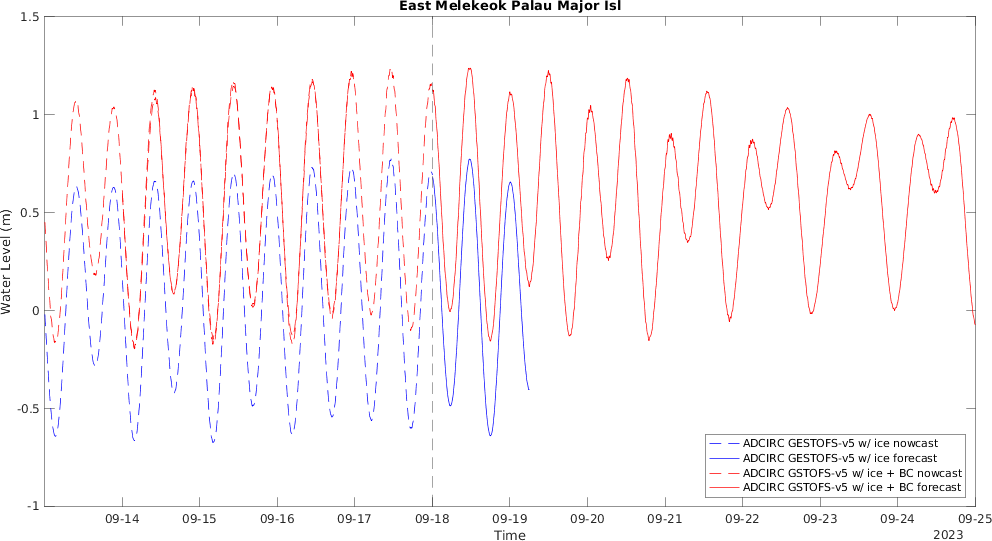 East Melekeok Palau Major Isl
1.5
1
0.5
0
-0.5
-1
Water Level (m)
09-14 09-15 09-16 09-17 09-18 09-19 09-20 09-21 09-22 09-23 09-24 09-25
Time
2023
ADCIRC GESTOFS-v5 w/ ice nowcast
ADCIRC GESTOFS-v5 w/ ice forecast
ADCIRC GSTOFS-v5 w/ ice + BC nowcast
ADCIRC GSTOFS-v5 w/ ice + BC forecast